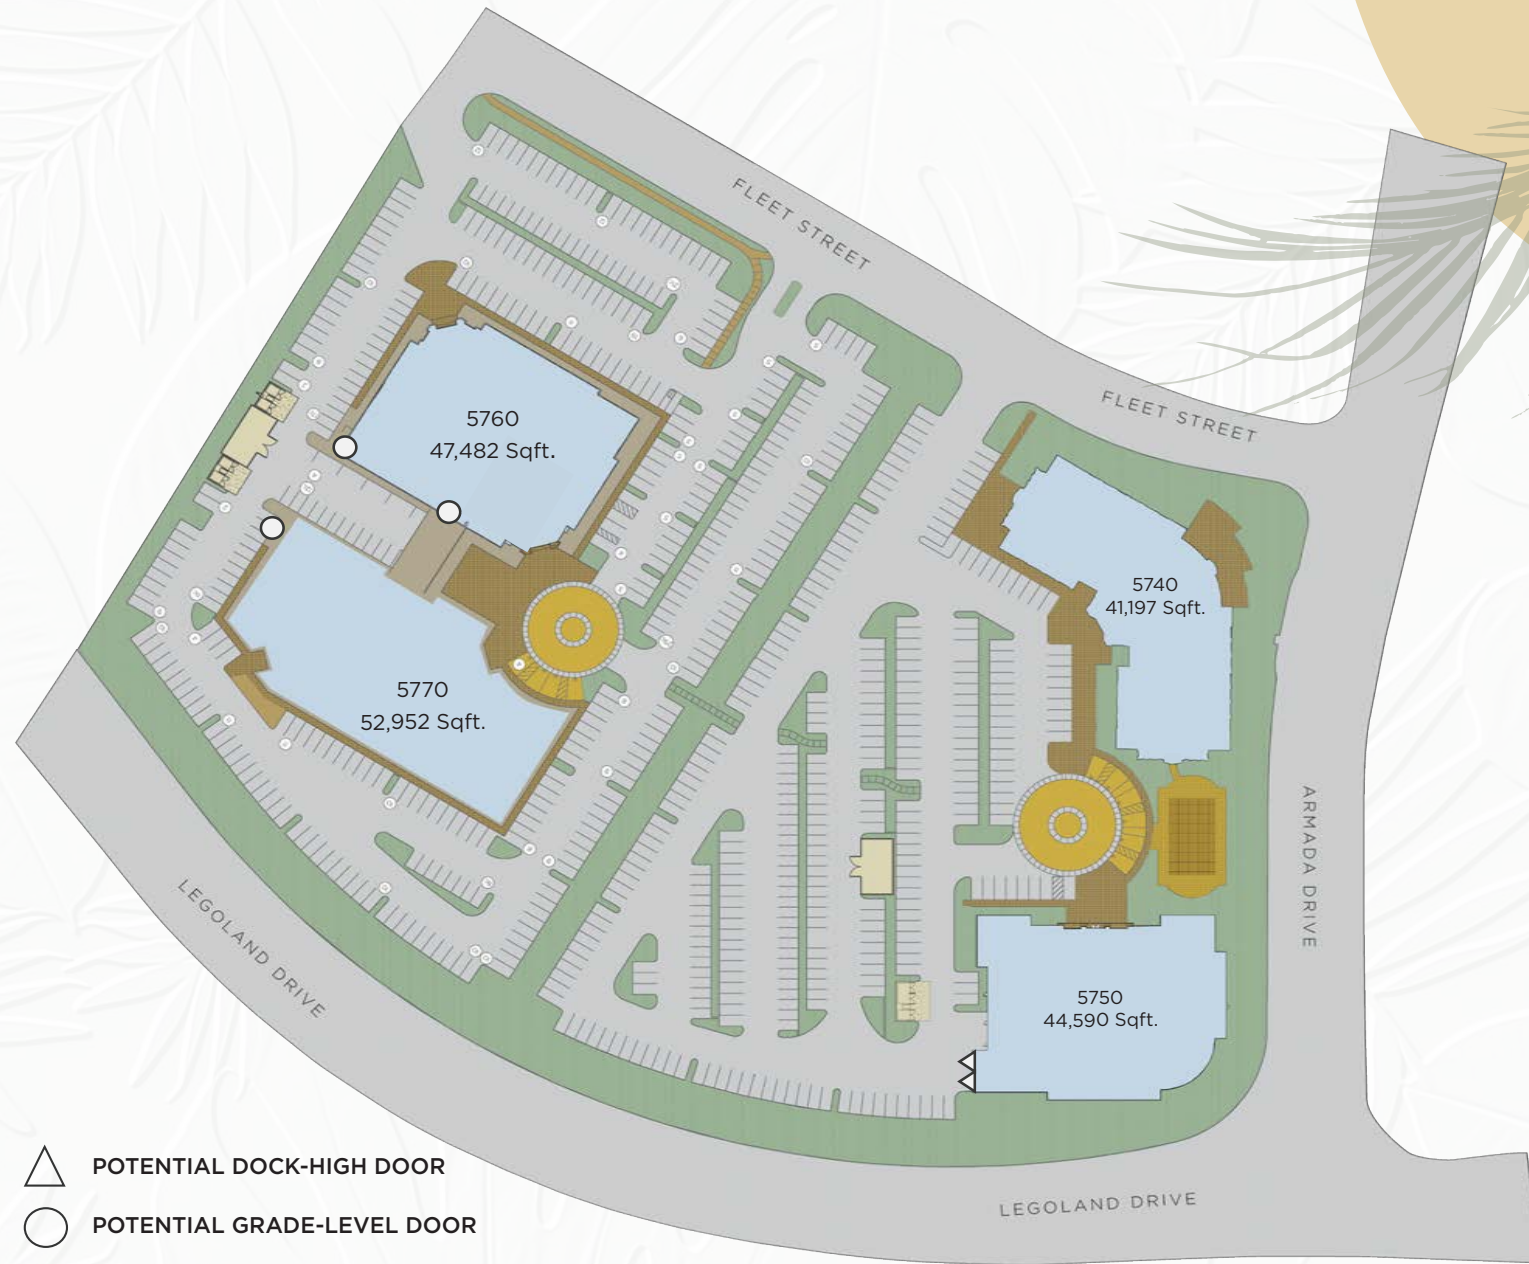 FLEET STREET
FLEET STREET
5760
47,482 Sqft.
5740
41,197 Sqft.
5770
52,952 Sqft.
ARMADA DRIVE
LEGOLAND DRIVE
5750
44,590 Sqft.
POTENTIAL DOCK-HIGH DOOR
LEGOLAND DRIVE
POTENTIAL GRADE-LEVEL DOOR